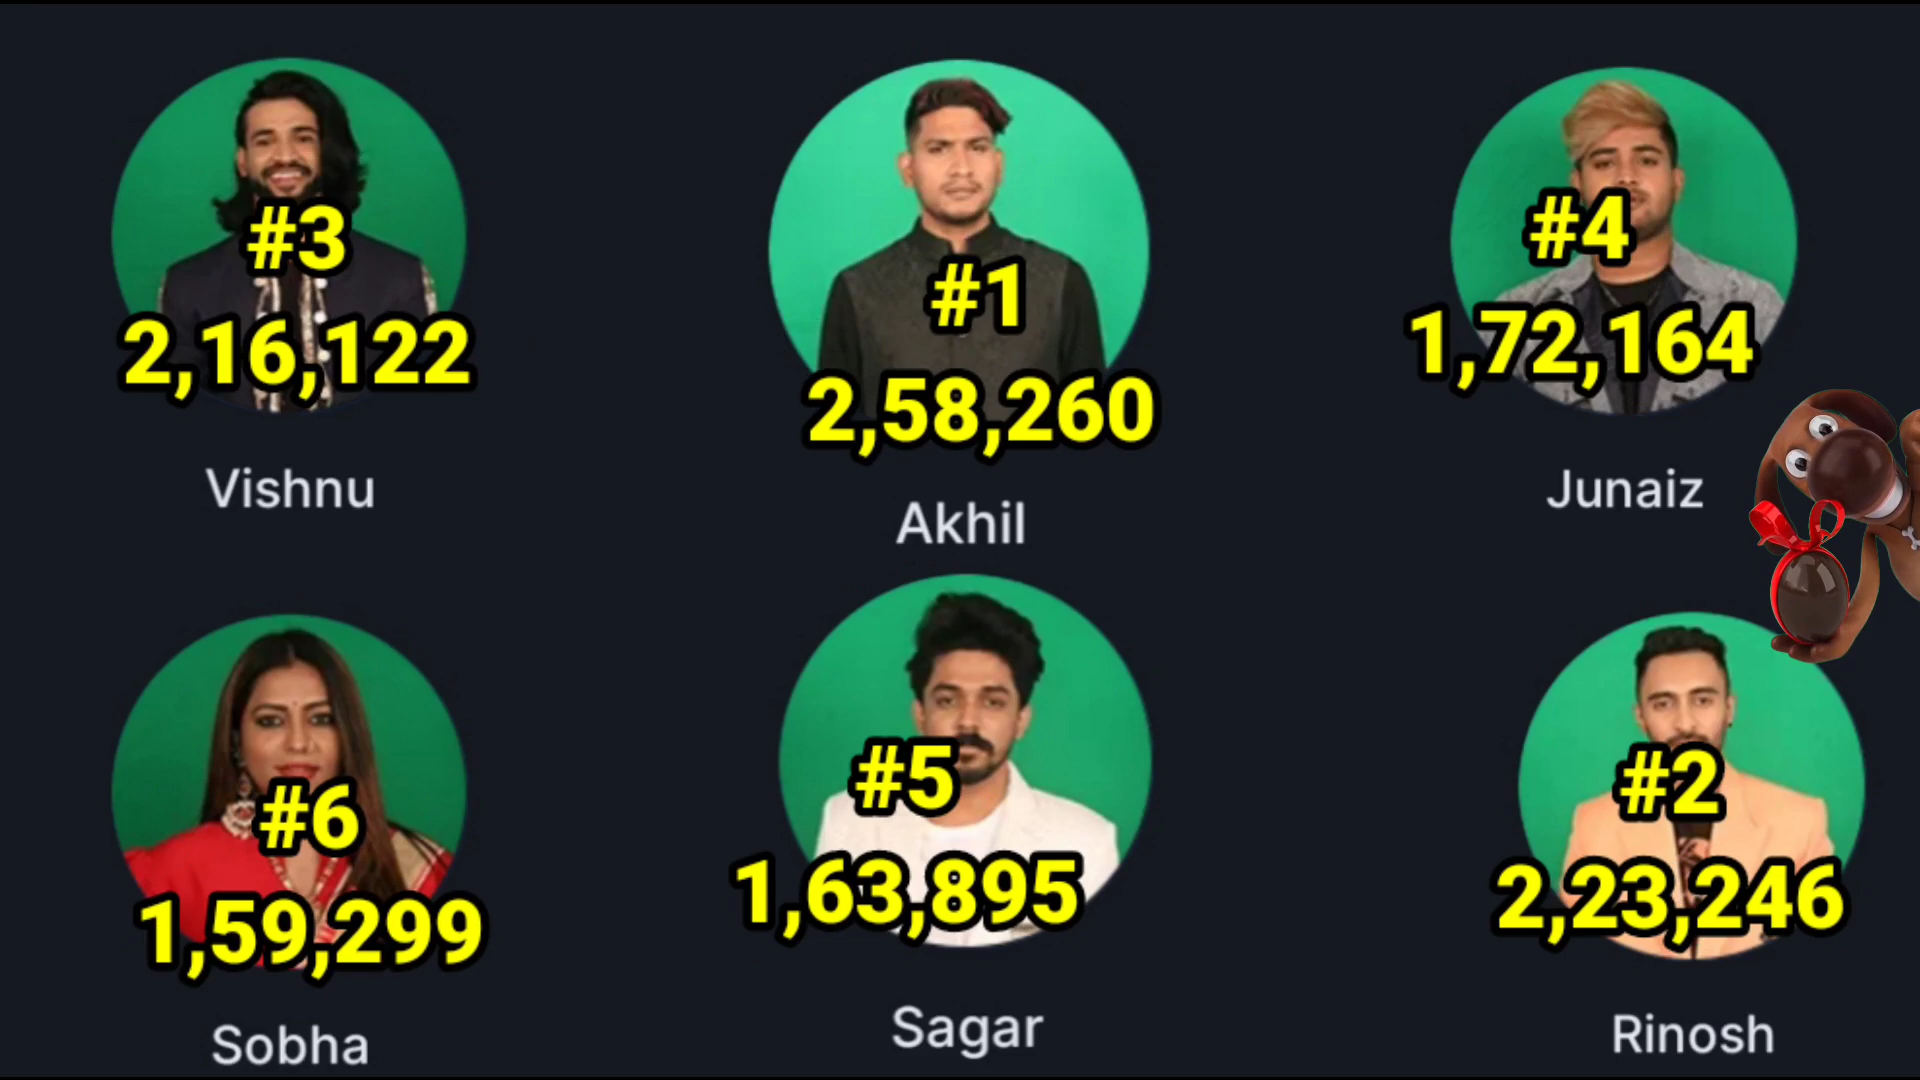 #3
2,16,122
Vishnu
#1
2,58,260
Akhil
#4
1,72,164
Junaiz
#6
1,59,299
Sobha
#5
1,63,895
Sagar
#2
2,23,246
Rinosh